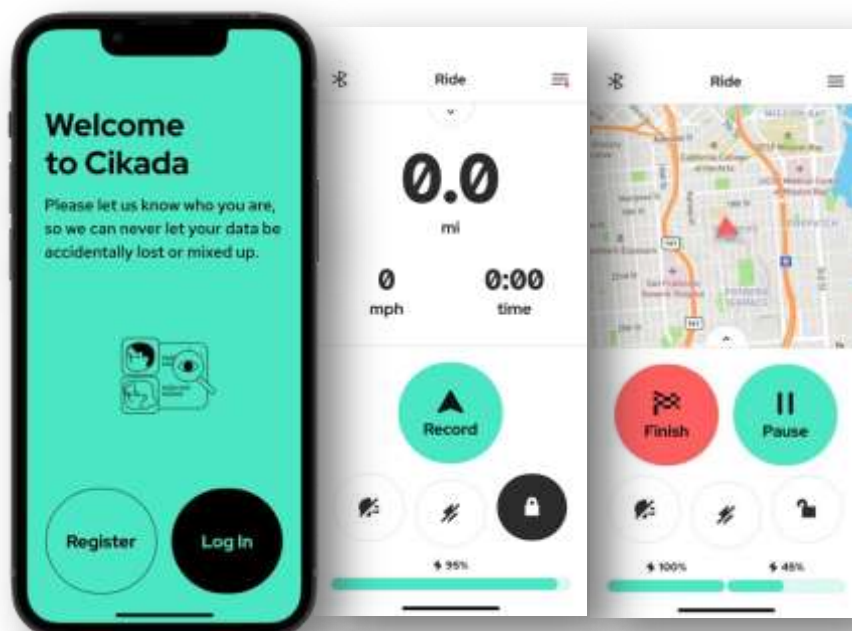 Welcome
to Cikada
Please let us know who you are,
so we can never let your data be
accidentally lost or mixed up.
Register
Log In
Ride
0.0
mi
0
mph
0:00
time
Record
95%
Ride
Finish
Pause
100%
45%